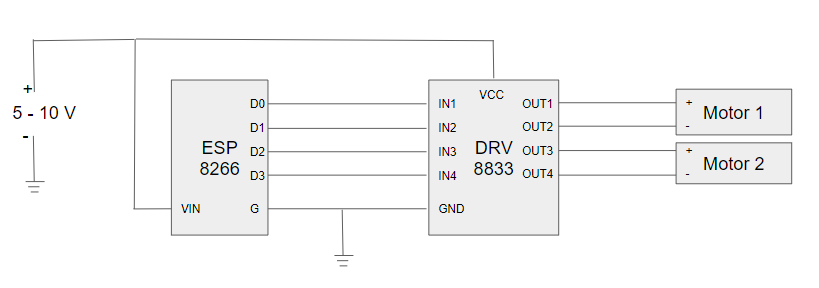 +
5 - 10 V
-
ESP
8266
D0
D1
D2
D3
VIN
G
VCC
IN1
IN2
IN3
IN4
GND
DRV
8833
OUT1
OUT2
OUT3
OUT4
+
Motor 1
-
+
Motor 2
-